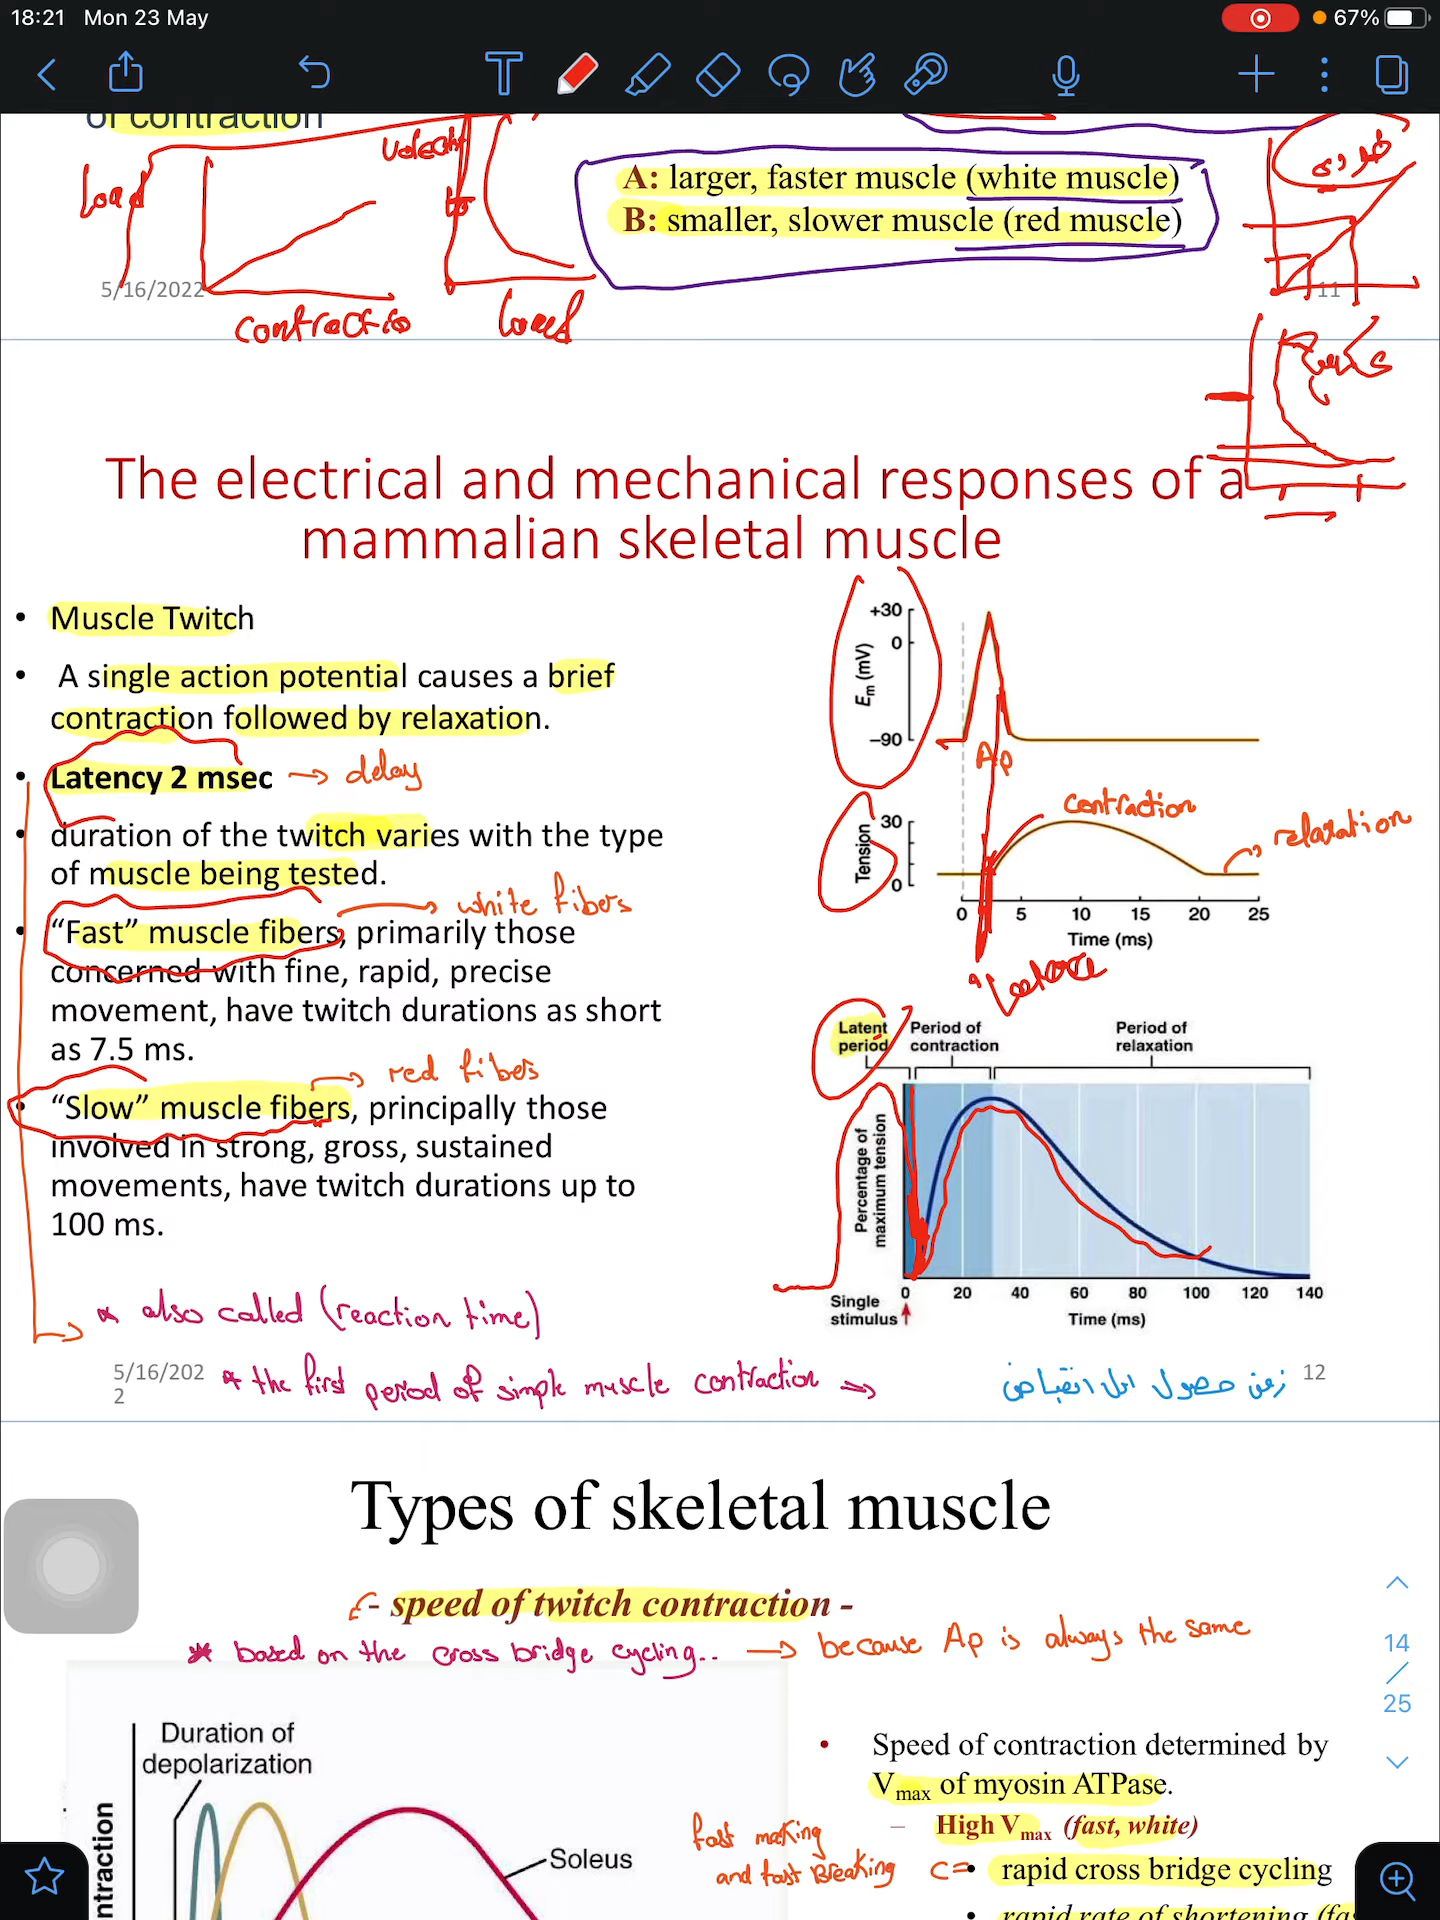 18:21 Mon 23 May
67%
of contraction
load
Velocity
A: larger, faster muscle (white muscle)
B: smaller, slower muscle (red muscle)
5/16/2022
11
contractio
load
The electrical and mechanical responses of a
mammalian skeletal muscle
• Muscle Twitch
• A single action potential causes a brief
contraction followed by relaxation.
• Latency 2 msec → delay
• duration of the twitch varies with the type
of muscle being tested.
white fibers
• “Fast” muscle fibers, primarily those
concerned with fine, rapid, precise
movement, have twitch durations as short
as 7.5 ms.
red fibers
• “Slow” muscle fibers, principally those
involved in strong, gross, sustained
movements, have twitch durations up to
100 ms.
+30
0
−90
Em (mV)
AP
contraction
relaxation
30
0
Tension
0 5 10 15 20 25
Time (ms)
Latent period
Period of contraction
Period of relaxation
Percentage of maximum tension
0 20 40 60 80 100 120 140
Single stimulus
Time (ms)
* also called (reaction time)
5/16/2022
* the first period of simple muscle contraction ⇒ زمن حصول ال انقباض
12
Types of skeletal muscle
- speed of twitch contraction -
* based on the cross bridge cycling.. → because Ap is always the same
14
/
25
Duration of
depolarization
Soleus
ntraction
• Speed of contraction determined by
Vmax of myosin ATPase.
– High Vmax (fast, white)
fast making
and fast Breaking
• rapid cross bridge cycling
• rapid rate of shortening (fa